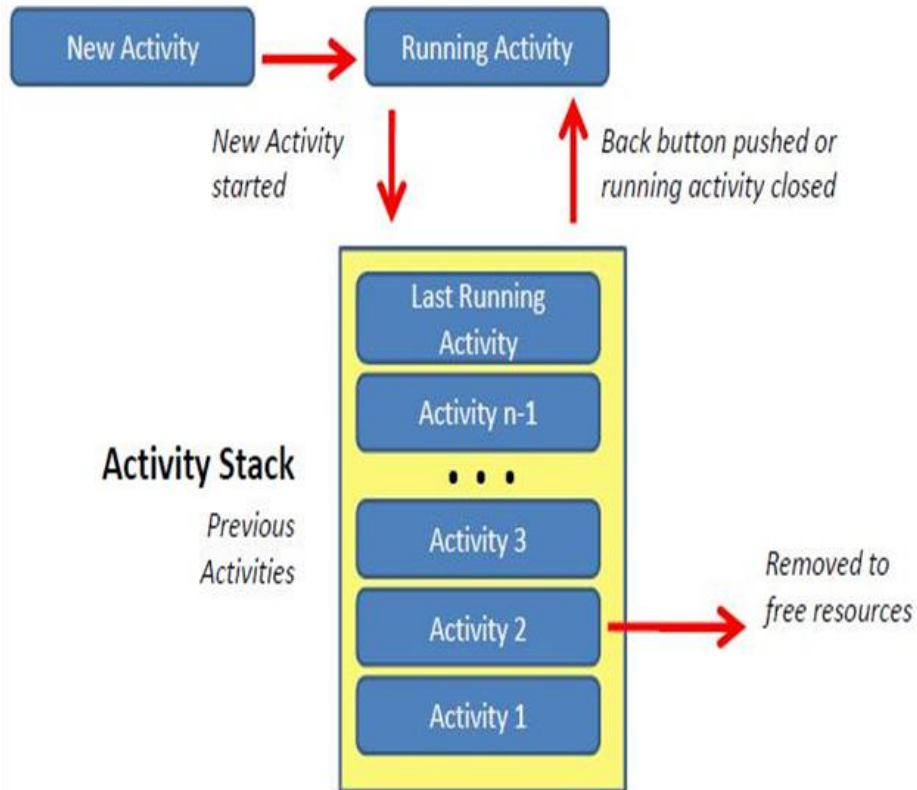 New Activity
Running Activity
New Activity
started
Back button pushed or
running activity closed
Last Running
Activity
Activity n-1
. . .
Activity Stack
Previous
Activities
Activity 3
Activity 2
Removed to
free resources
Activity 1